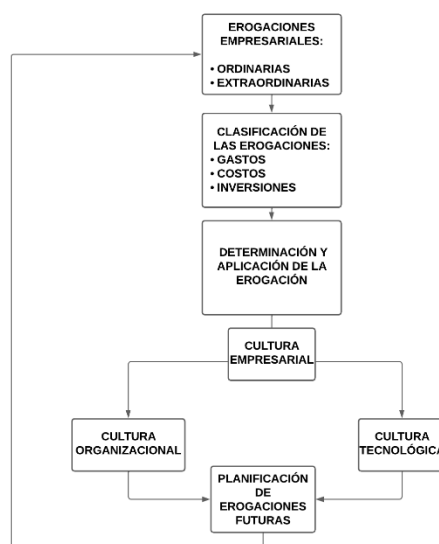 EROGACIONES
EMPRESARIALES:
• ORDINARIAS
• EXTRAORDINARIAS
CLASIFICACIÓN DE
LAS EROGACIONES:
• GASTOS
• COSTOS
• INVERSIONES
DETERMINACIÓN Y
APLICACIÓN DE LA
EROGACIÓN
CULTURA
EMPRESARIAL
CULTURA
ORGANIZACIONAL
CULTURA
TECNOLÓGICA
PLANIFICACIÓN
DE
EROGACIONES
FUTURAS